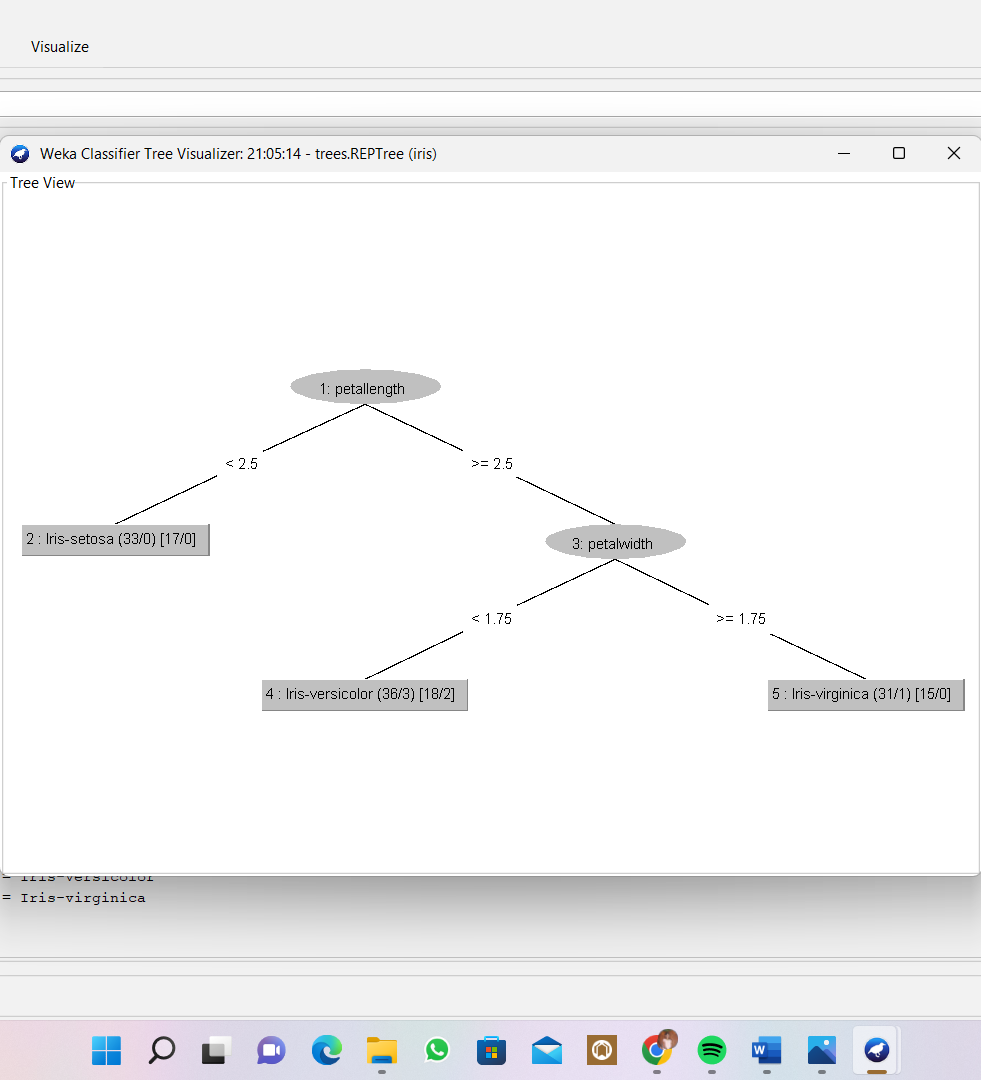 Visualize
Weka Classifier Tree Visualizer: 21:05:14 - trees.REPTree (iris)
Tree View
1: petallength
< 2.5
>= 2.5
2 : Iris-setosa (33/0) [17/0]
3: petalwidth
< 1.75
>= 1.75
4 : Iris-versicolor (36/3) [18/2]
5 : Iris-virginica (31/1) [15/0]
= Iris-versicolor
= Iris-virginica